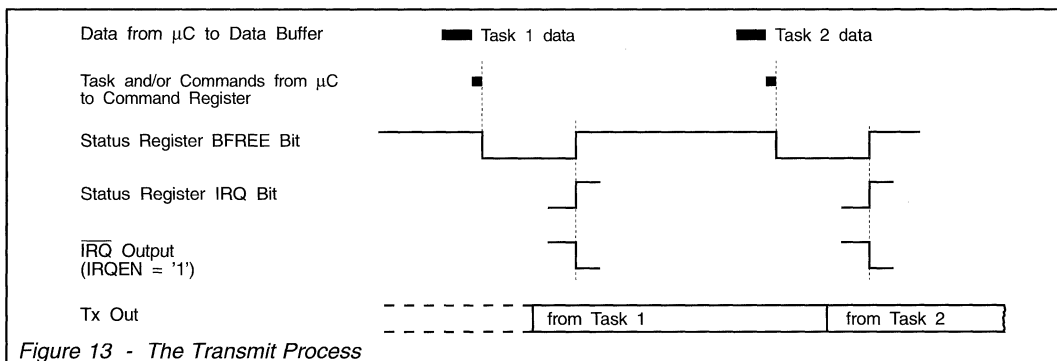 Data from μC to Data Buffer
Task 1 data
Task 2 data
Task and/or Commands from μC
to Command Register
Status Register BFREE Bit
Status Register IRQ Bit
IRQ Output
(IRQEN = '1')
Tx Out
from Task 1
from Task 2
Figure 13 - The Transmit Process